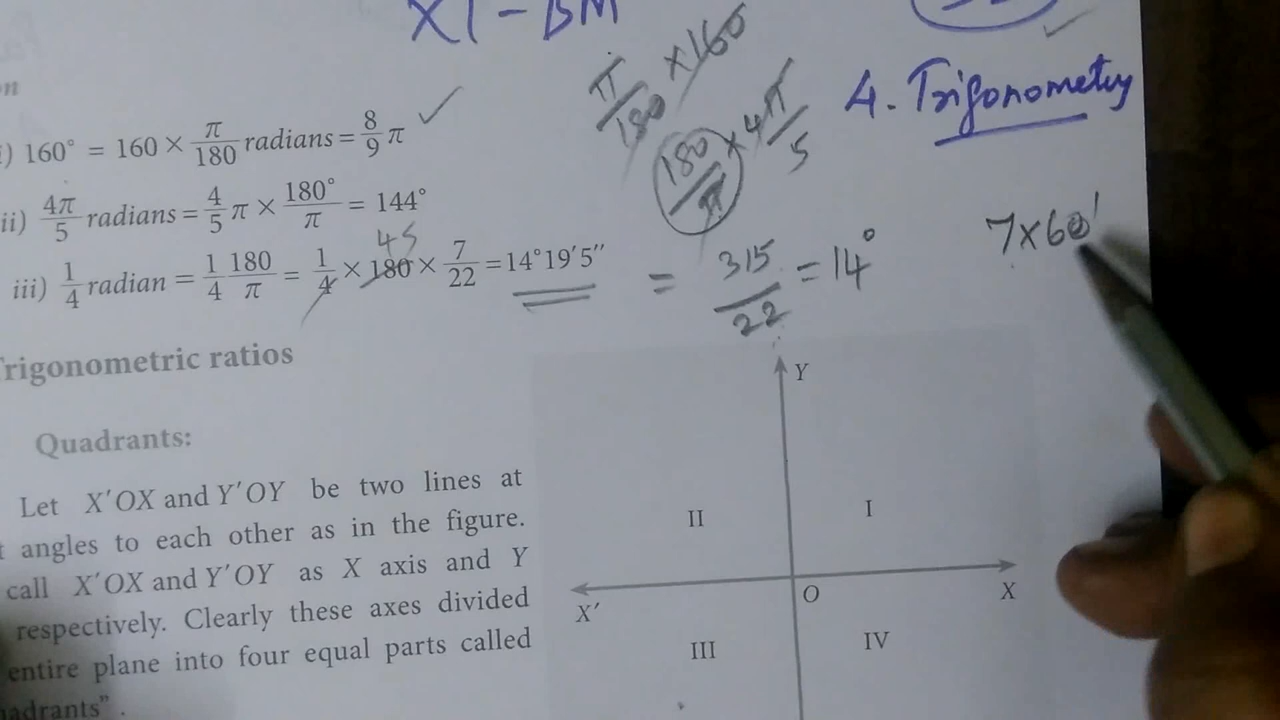 XI - BM
4. Trigonometry
i) 160° = 160 × π/180 radians = 8/9 π
π/180 × 160
ii) 4π/5 radians = 4/5 π × 180°/π = 144°
180/π × 4π/5
45
iii) 1/4 radian = 1/4 180/π = 1/4 × 180 × 7/22 = 14°19′5″
= 315/22 = 14°
7×60′
Trigonometric ratios
Quadrants:
Let X′OX and Y′OY be two lines at
angles to each other as in the figure.
call X′OX and Y′OY as X axis and Y
respectively. Clearly these axes divided
entire plane into four equal parts called
Y
II
I
X′
O
X
III
IV